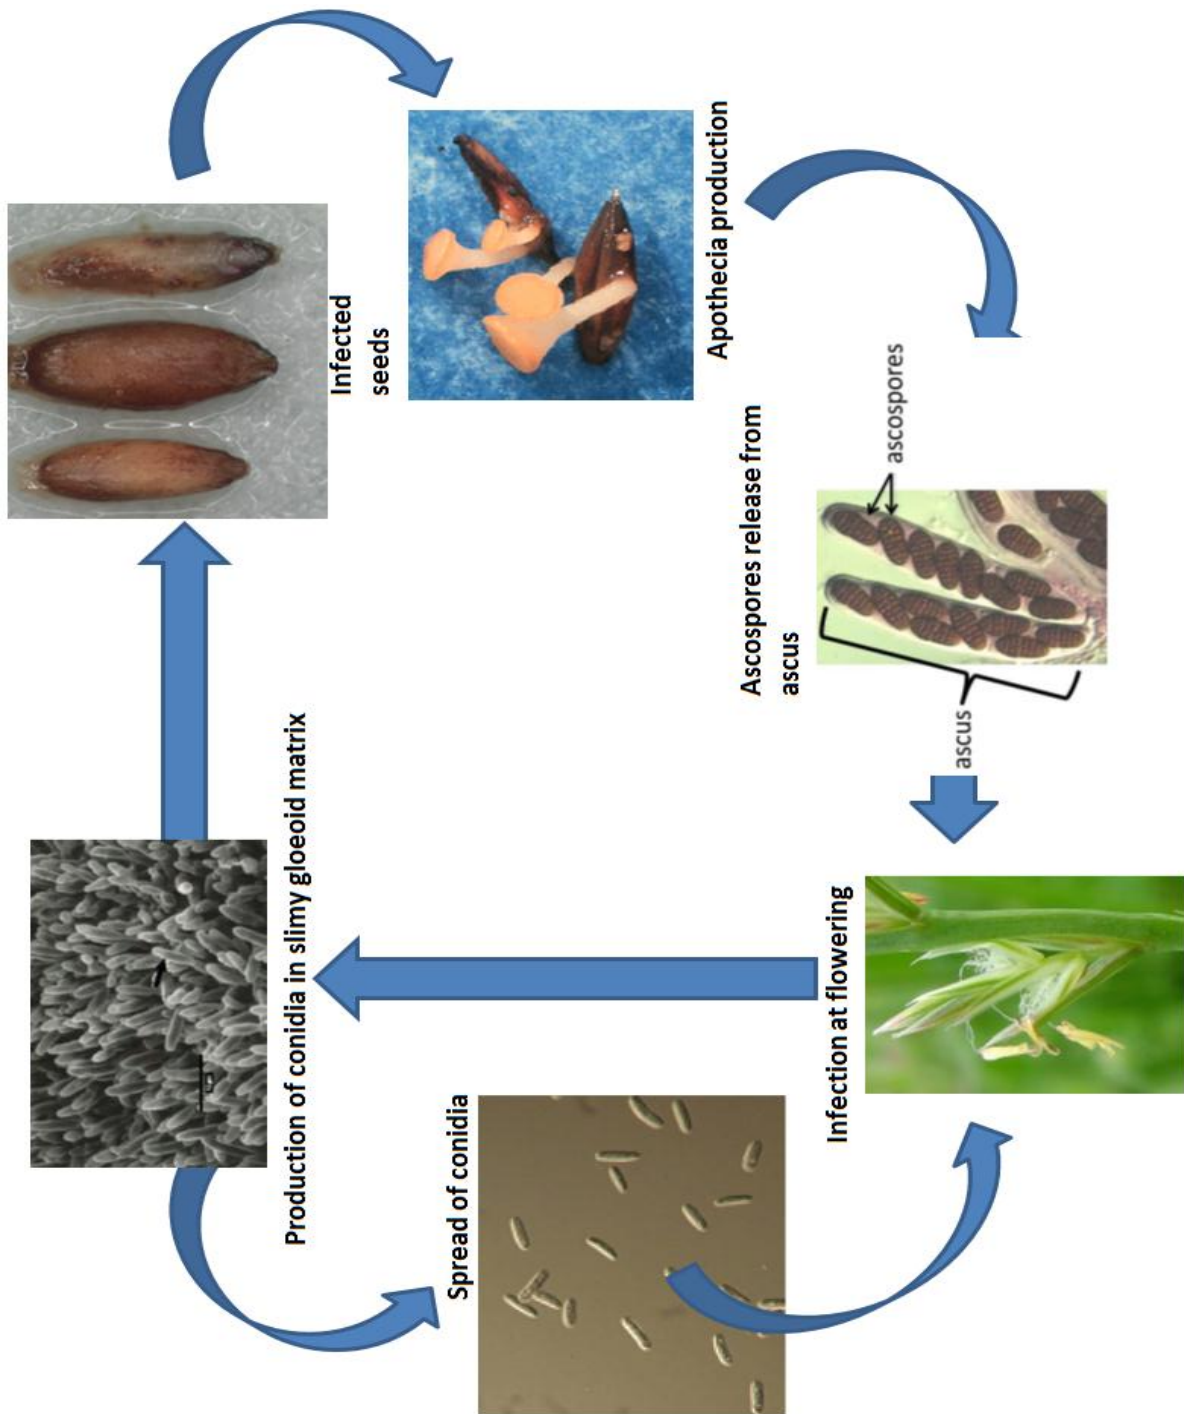 Infected
seeds
Apothecia production
Ascospores release from
ascus
ascospores
ascus
Infection at flowering
Production of conidia in slimy gloeoid matrix
Spread of conidia